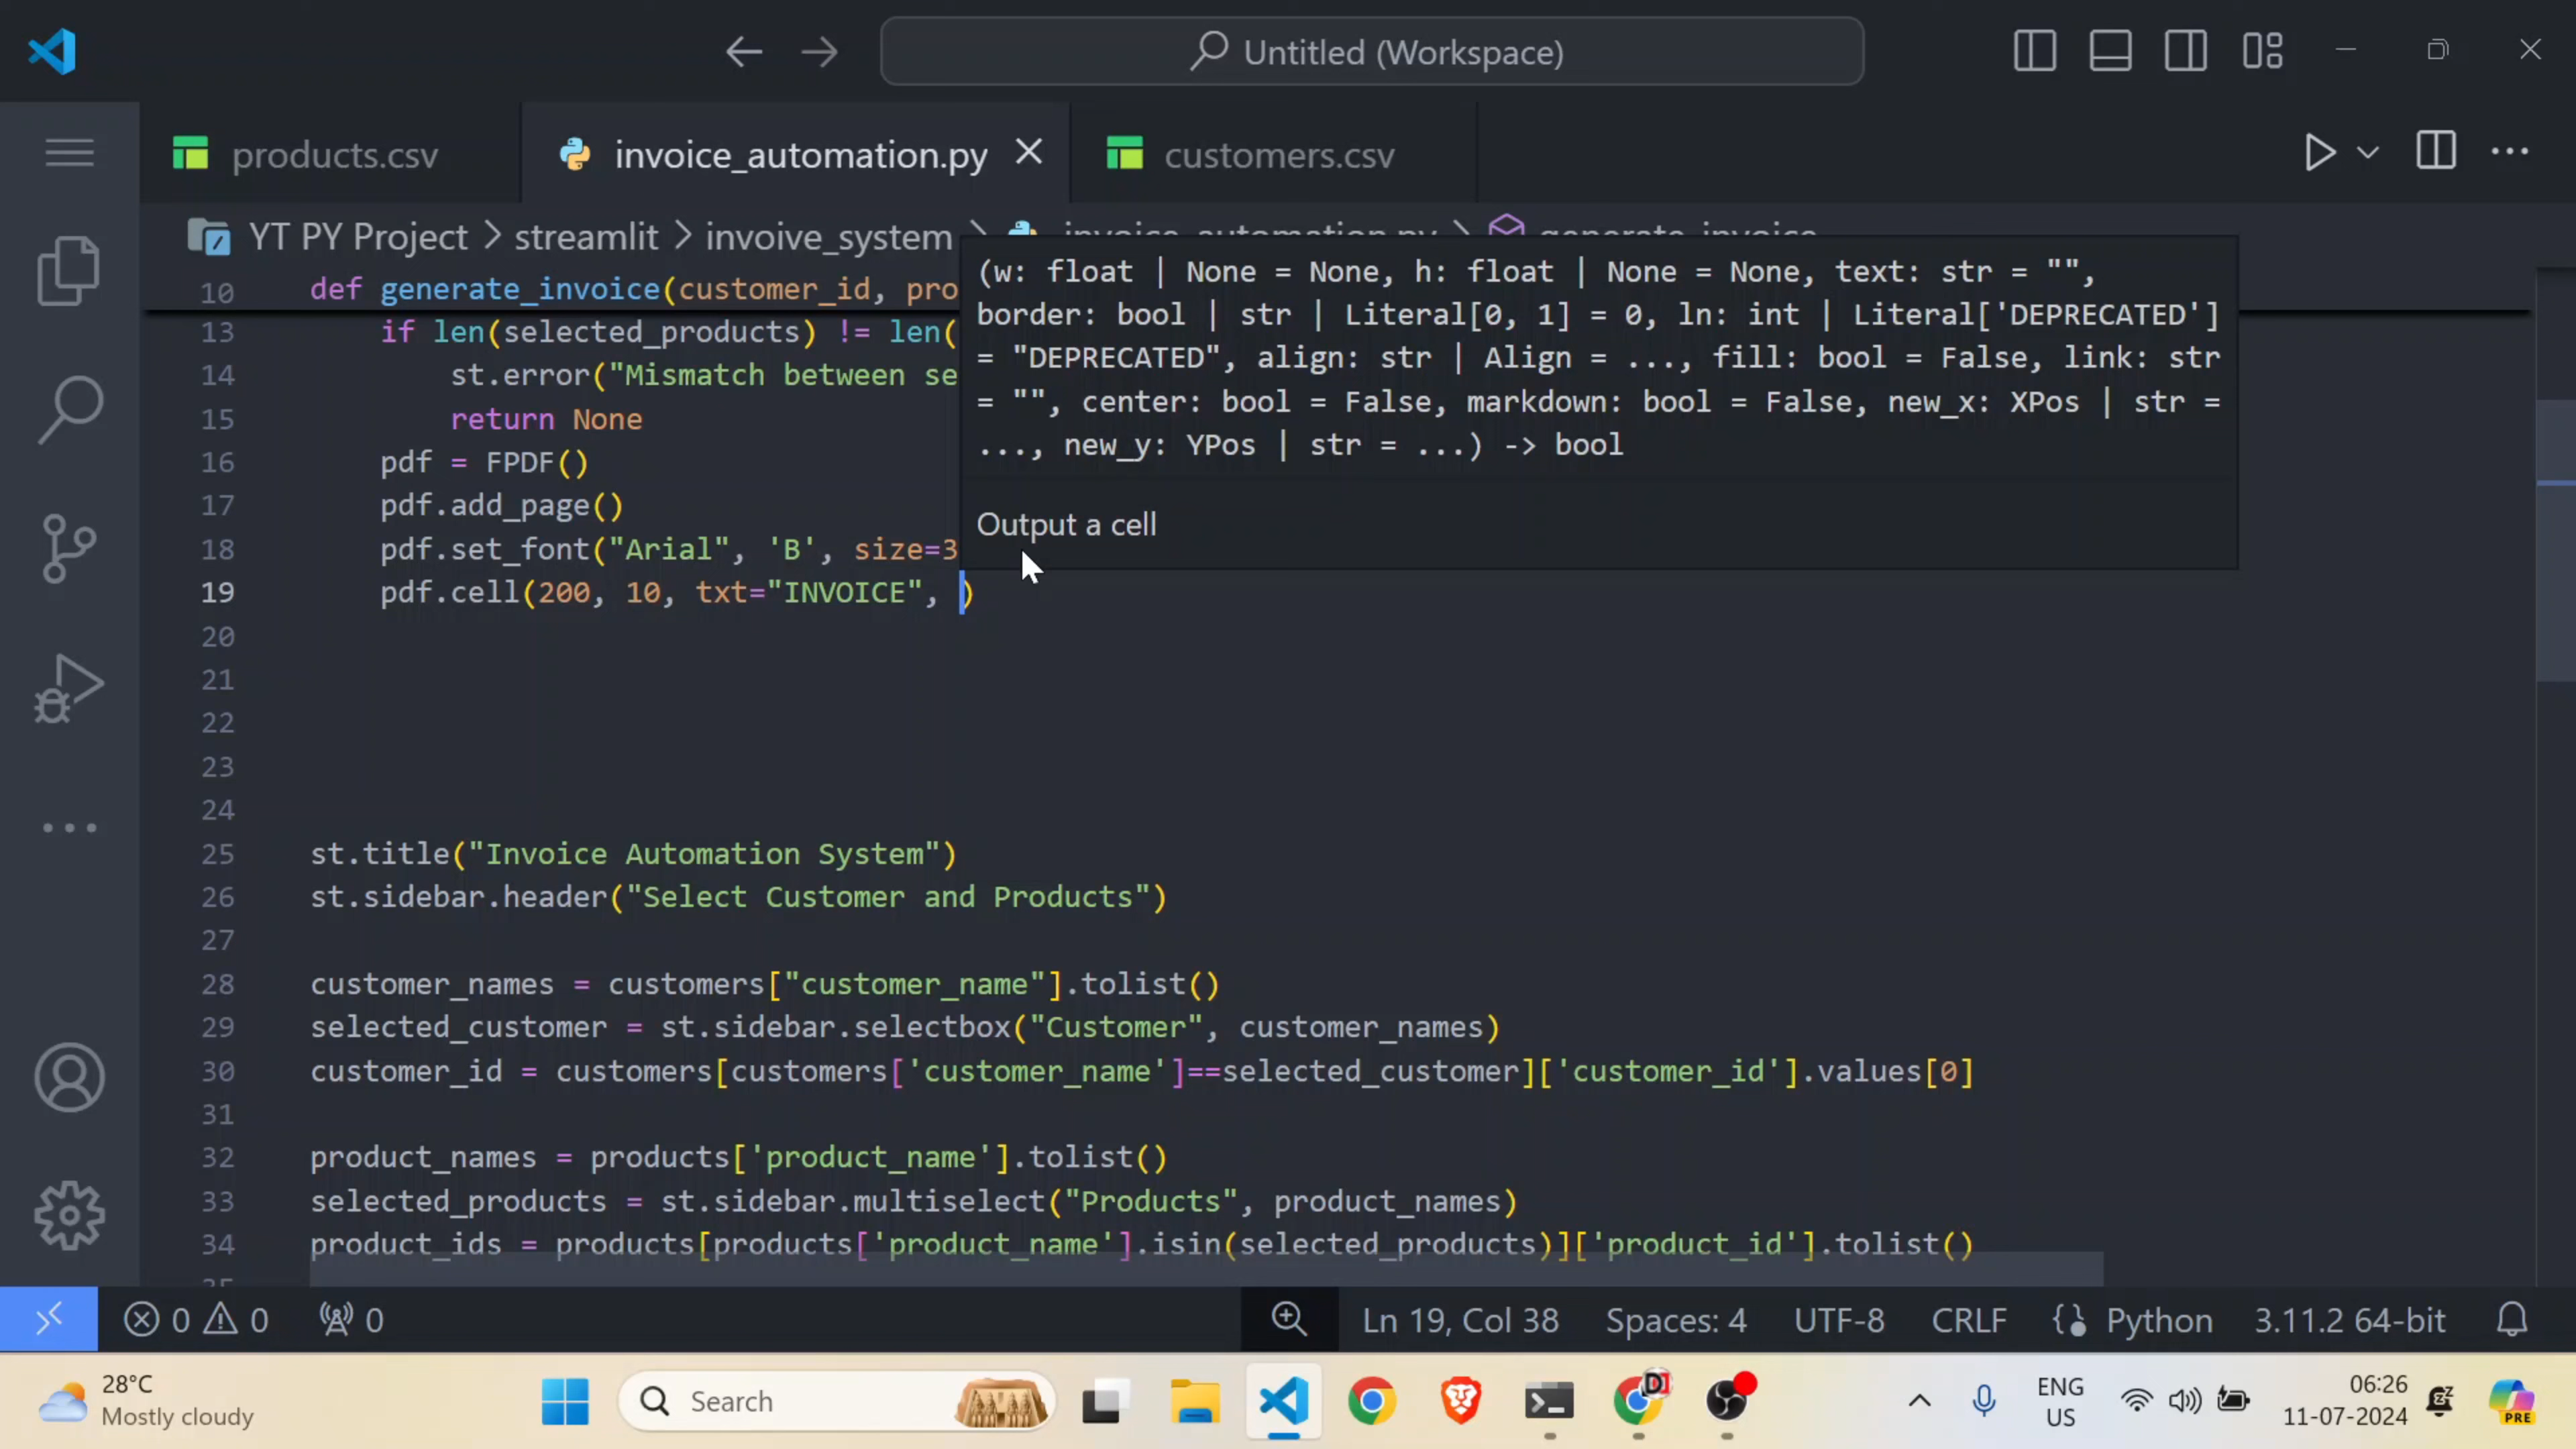 Untitled (Workspace)
products.csv
invoice_automation.py
customers.csv
YT PY Project > streamlit > invoive_system > invoice_automation.py > generate_invoice
10 def generate_invoice(customer_id, pro
(w: float | None = None, h: float | None = None, text: str = "",
border: bool | str | Literal[0, 1] = 0, ln: int | Literal['DEPRECATED']
= "DEPRECATED", align: str | Align = ..., fill: bool = False, link: str
= "", center: bool = False, markdown: bool = False, new_x: XPos | str =
..., new_y: YPos | str = ...) -> bool
Output a cell
13 if len(selected_products) != len(
14 st.error("Mismatch between se
15 return None
16 pdf = FPDF()
17 pdf.add_page()
18 pdf.set_font("Arial", 'B', size=3
19 pdf.cell(200, 10, txt="INVOICE", )
20
21
22
23
24
25 st.title("Invoice Automation System")
26 st.sidebar.header("Select Customer and Products")
27
28 customer_names = customers["customer_name"].tolist()
29 selected_customer = st.sidebar.selectbox("Customer", customer_names)
30 customer_id = customers[customers['customer_name']==selected_customer]['customer_id'].values[0]
31
32 product_names = products['product_name'].tolist()
33 selected_products = st.sidebar.multiselect("Products", product_names)
34 product_ids = products[products['product_name'].isin(selected_products)]['product_id'].tolist()
0 0 0 Ln 19, Col 38 Spaces: 4 UTF-8 CRLF Python 3.11.2 64-bit
28°C
Mostly cloudy
Search
DI
ENG
US
06:26
11-07-2024
PRE